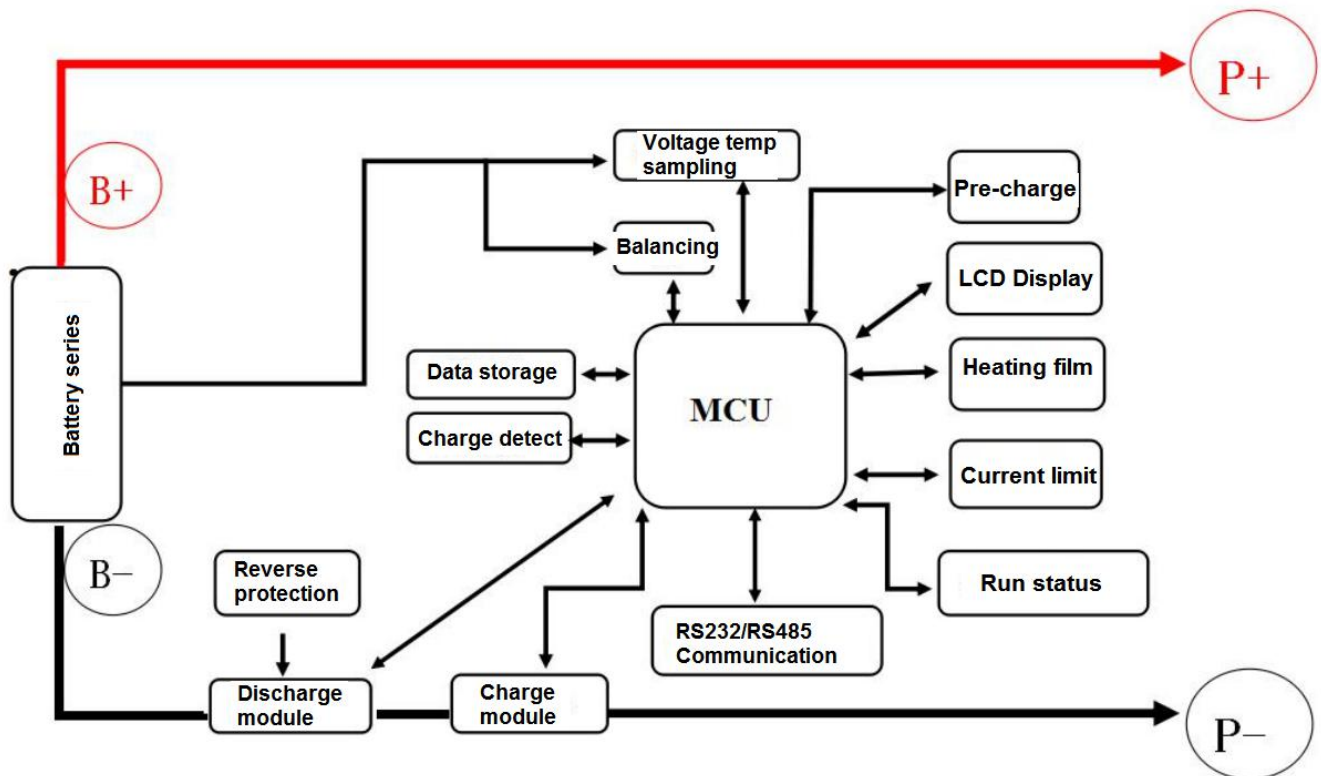 P+
Voltage temp
sampling
B+
Pre-charge
Balancing
LCD Display
Battery series
Data storage
Heating film
MCU
Charge detect
Current limit
B−
Reverse
protection
Run status
RS232/RS485
Communication
Discharge
module
Charge
module
P−